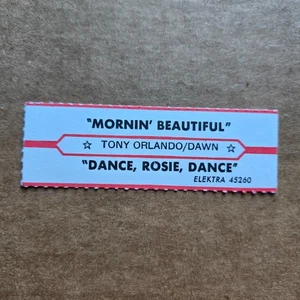 "MORNIN' BEAUTIFUL"
☆ TONY ORLANDO/DAWN ☆
"DANCE, ROSIE, DANCE"
ELEKTRA 45260